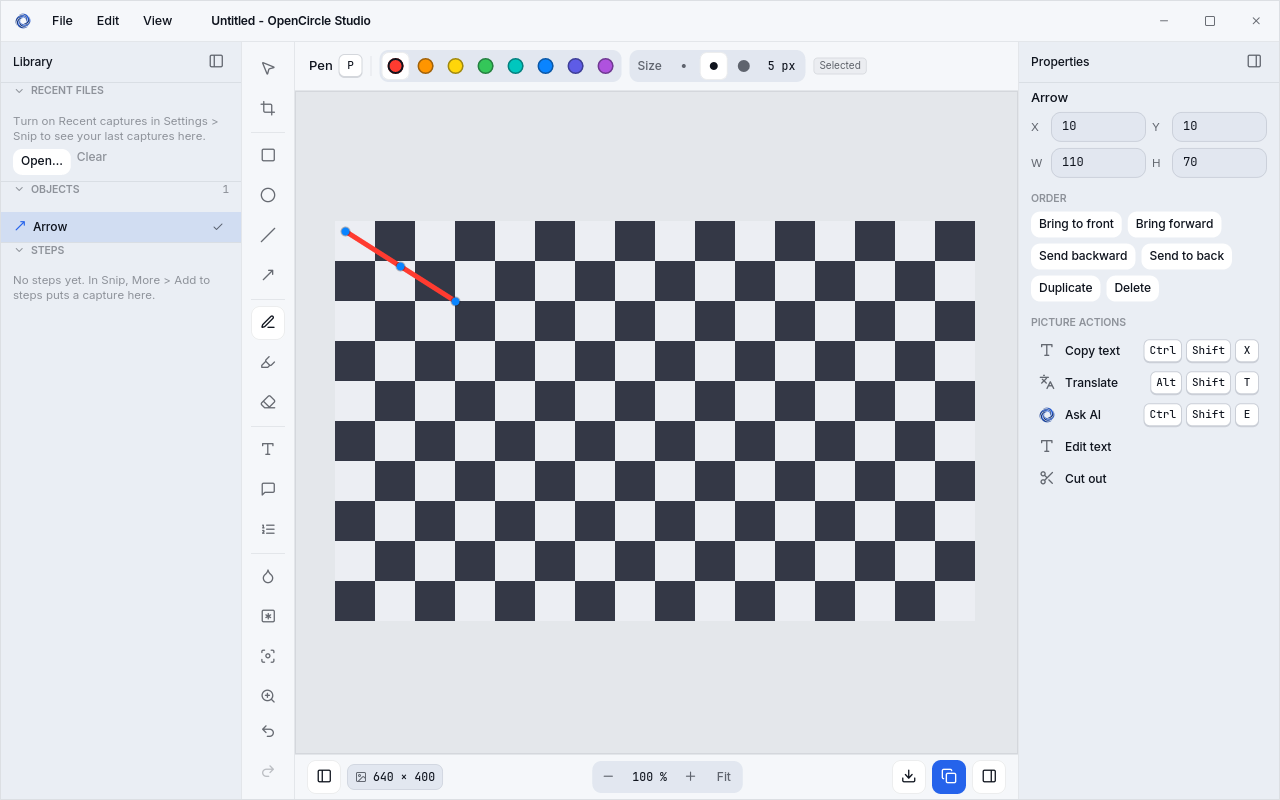 File Edit View Untitled - OpenCircle Studio
Library
RECENT FILES
Turn on Recent captures in Settings >
Snip to see your last captures here.
Open... Clear
OBJECTS 1
Arrow
STEPS
No steps yet. In Snip, More > Add to
steps puts a capture here.
Pen P Size 5 px Selected
640 × 400
100 % Fit
Properties
Arrow
X 10 Y 10
W 110 H 70
ORDER
Bring to front Bring forward
Send backward Send to back
Duplicate Delete
PICTURE ACTIONS
Copy text Ctrl Shift X
Translate Alt Shift T
Ask AI Ctrl Shift E
Edit text
Cut out